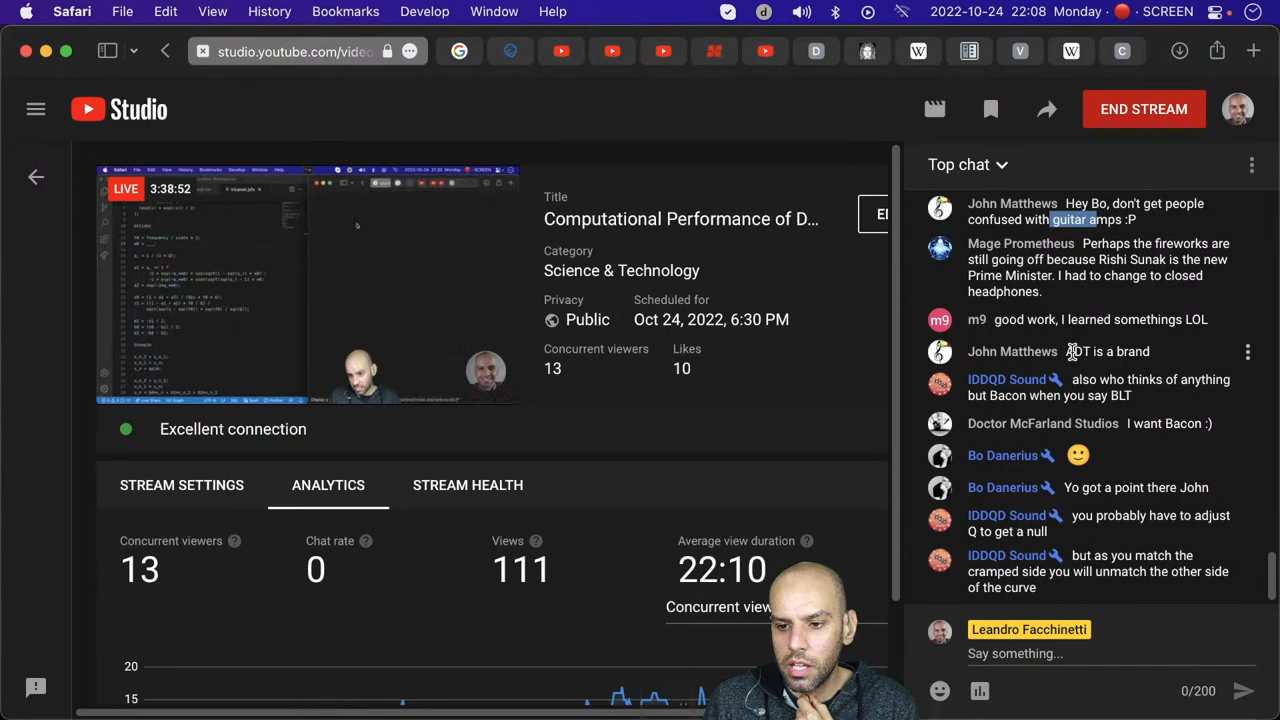 Safari File Edit View History Bookmarks Develop Window Help 2022-10-24 22:08 Monday SCREEN
studio.youtube.com/video
Studio
END STREAM
Top chat
LIVE 3:38:52
Title
Computational Performance of D...
Category
Science & Technology
Privacy
Public
Scheduled for
Oct 24, 2022, 6:30 PM
Concurrent viewers
13
Likes
10
Excellent connection
STREAM SETTINGS ANALYTICS STREAM HEALTH
Concurrent viewers
13
Chat rate
0
Views
111
Average view duration
22:10
Concurrent view
20
15
John Matthews Hey Bo, don't get people
confused with guitar amps :P
Mage Prometheus Perhaps the fireworks are
still going off because Rishi Sunak is the new
Prime Minister. I had to change to closed
headphones.
m9 m9 good work, I learned somethings LOL
John Matthews is a brand
IDDQD Sound also who thinks of anything
but Bacon when you say BLT
Doctor McFarland Studios I want Bacon :)
Bo Danerius
Bo Danerius Yo got a point there John
IDDQD Sound you probably have to adjust
Q to get a null
IDDQD Sound but as you match the
cramped side you will unmatch the other side
of the curve
Leandro Facchinetti
Say something...
0/200